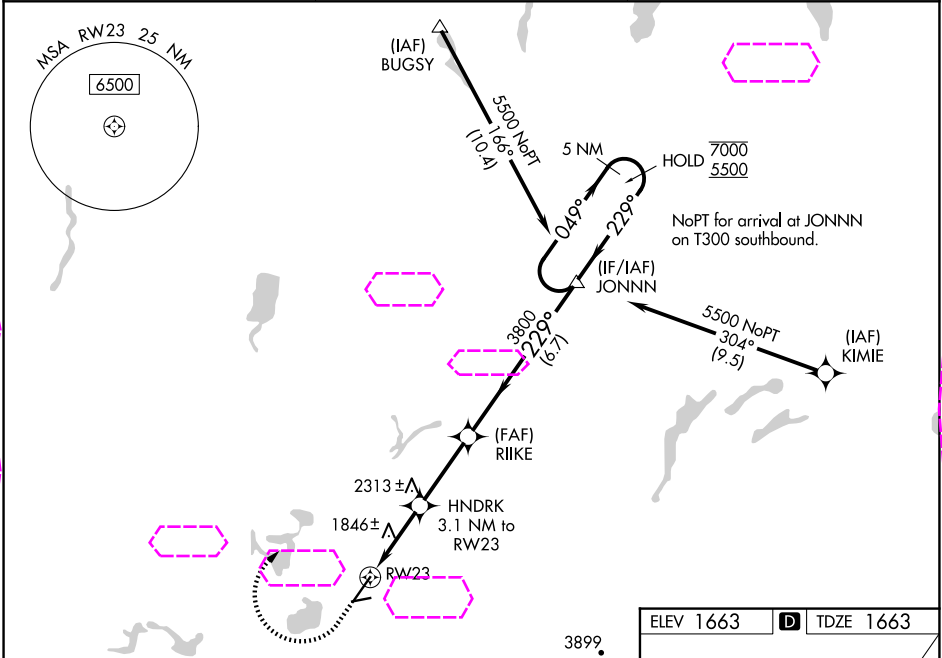 MSA RW23 25 NM
6500
(IAF)
BUGSY
5500 NoPT
166°
(10.4)
5 NM
HOLD 7000
5500
049°
229°
NoPT for arrival at JONNN
on T300 southbound.
(IF/IAF)
JONNN
3800
229°
(6.7)
5500 NoPT
304°
(9.5)
(IAF)
KIMIE
(FAF)
RIIKE
2313 ±
HNDRK
3.1 NM to
RW23
1846±
RW23
3899
ELEV 1663 D TDZE 1663